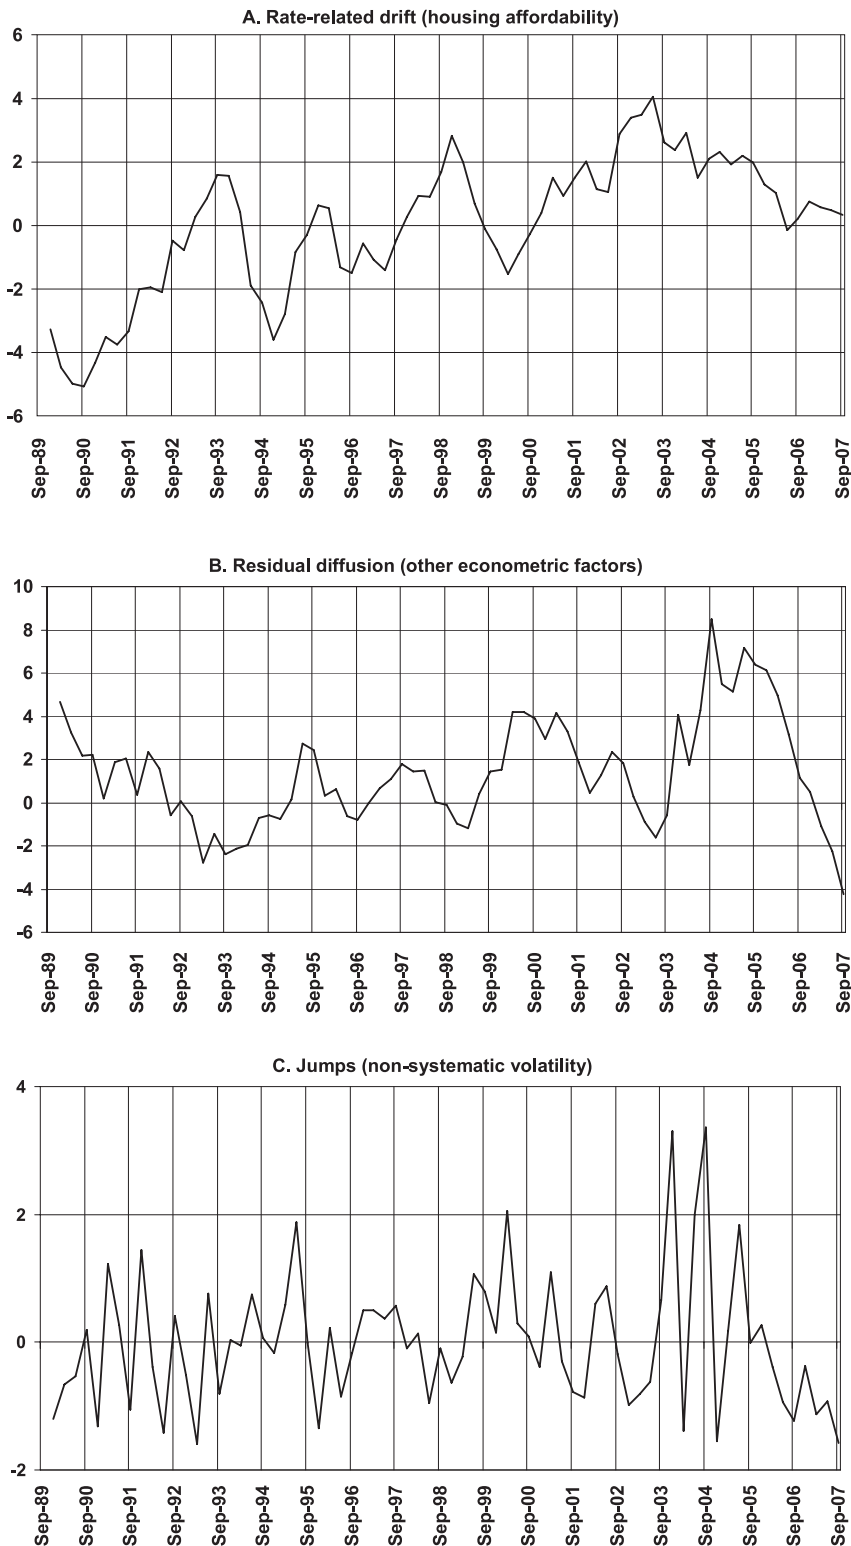 A. Rate-related drift (housing affordability)
6
4
2
0
-2
-4
-6
Sep-89
Sep-90
Sep-91
Sep-92
Sep-93
Sep-94
Sep-95
Sep-96
Sep-97
Sep-98
Sep-99
Sep-00
Sep-01
Sep-02
Sep-03
Sep-04
Sep-05
Sep-06
Sep-07
B. Residual diffusion (other econometric factors)
10
8
6
4
2
0
-2
-4
-6
Sep-89
Sep-90
Sep-91
Sep-92
Sep-93
Sep-94
Sep-95
Sep-96
Sep-97
Sep-98
Sep-99
Sep-00
Sep-01
Sep-02
Sep-03
Sep-04
Sep-05
Sep-06
Sep-07
C. Jumps (non-systematic volatility)
4
2
0
-2
Sep-89
Sep-90
Sep-91
Sep-92
Sep-93
Sep-94
Sep-95
Sep-96
Sep-97
Sep-98
Sep-99
Sep-00
Sep-01
Sep-02
Sep-03
Sep-04
Sep-05
Sep-06
Sep-07